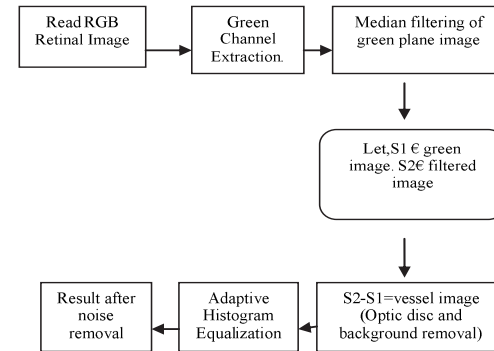 Read RGB
Retinal Image
Green
Channel
Extraction.
Median filtering of
green plane image
Let,S1 € green
image. S2€ filtered
image
S2-S1=vessel image
(Optic disc and
background removal)
Adaptive
Histogram
Equalization
Result after
noise
removal